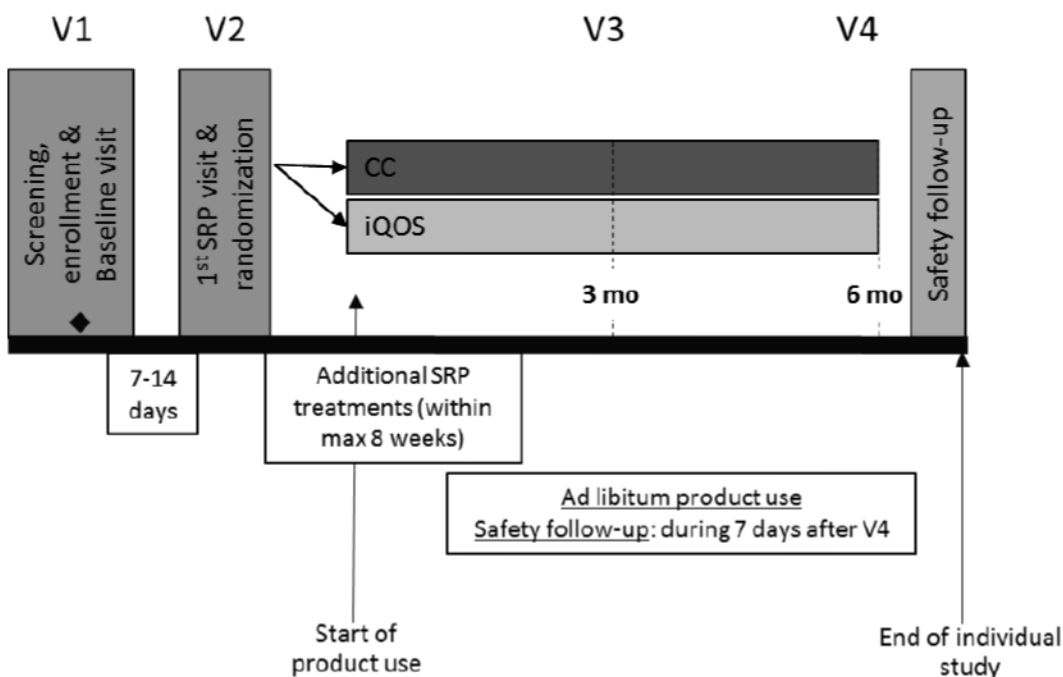 V1
V2
V3
V4
Screening,
enrollment &
Baseline visit
1st SRP visit &
randomization
CC
iQOS
3 mo
6 mo
Safety follow-up
7-14
days
Additional SRP
treatments (within
max 8 weeks)
Ad libitum product use
Safety follow-up: during 7 days after V4
Start of
product use
End of individual
study